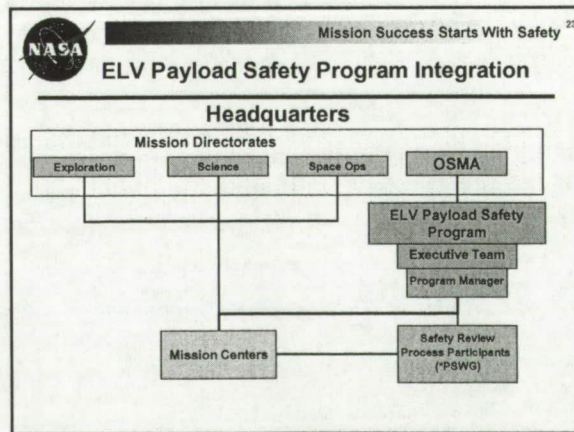 Mission Success Starts With Safety
23
NASA
ELV Payload Safety Program Integration
Headquarters
Mission Directorates
Exploration
Science
Space Ops
OSMA
ELV Payload Safety
Program
Executive Team
Program Manager
Mission Centers
Safety Review
Process Participants
(*PSWG)